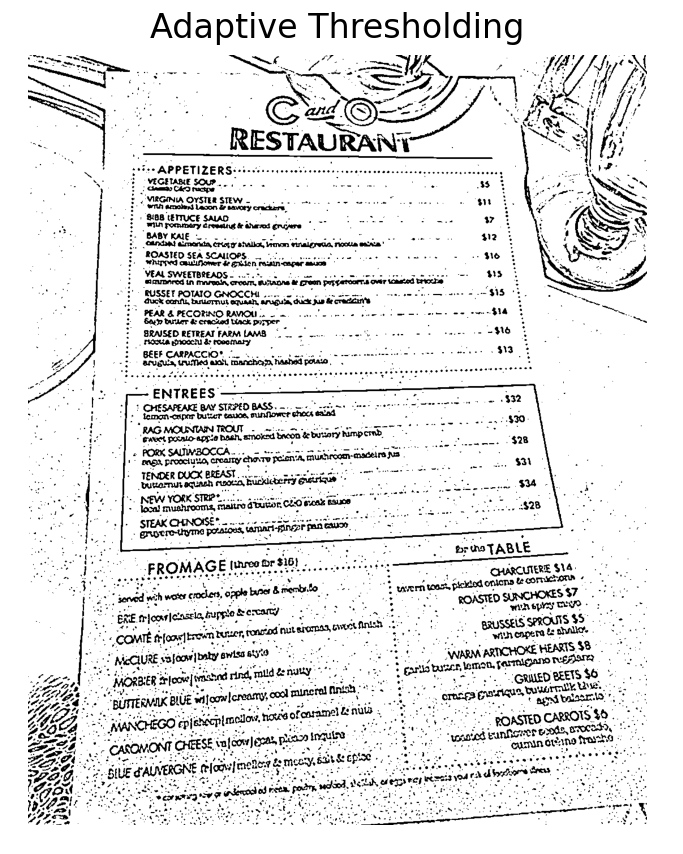 Adaptive Thresholding
C and O
RESTAURANT
APPETIZERS
VEGETABLE SOUP $5
classic C&O recipe
VIRGINIA OYSTER STEW $11
with smoked bacon & savory crackers
BIBB LETTUCE SALAD $7
with rosemary dressing & shaved gruyere
BABY KALE $12
candied almonds, crispy shallot, lemon vinaigrette, ricotta salata
ROASTED SEA SCALLOPS $16
whipped cauliflower & golden raisin-caper sauce
VEAL SWEETBREADS $15
simmered in marsala, cream, sultanas & green peppercorns over toasted brioche
RUSSET POTATO GNOCCHI $15
duck confit, butternut squash, arugula, duck jus & cracklin's
PEAR & PECORINO RAVIOLI $14
sage butter & cracked black pepper
BRAISED RETREAT FARM LAMB $16
ricotta gnocchi & rosemary
BEEF CARPACCIO* $13
arugula, truffled aioli, manchego, hashed potato
ENTREES
CHESAPEAKE BAY STRIPED BASS $32
lemon-caper butter sauce, sunflower shoot salad
RAG MOUNTAIN TROUT $30
sweet potato-apple hash, smoked bacon & buttery lump crab
PORK SALTIMBOCCA $28
sage, prosciutto, creamy chevre polenta, mushroom-madeira jus
TENDER DUCK BREAST $31
butternut squash risotto, huckleberry gastrique
NEW YORK STRIP* $34
local mushrooms, maitre d'butter, C&O steak sauce
STEAK CHINOISE* $28
gruyere-thyme potatoes, tamari-ginger pan sauce
FROMAGE (three for $16)
served with water crackers, apple butter & membrillo
BRIE fr|cow|classic, supple & creamy
COMTÉ fr|cow|brown butter, roasted nut aromas, sweet finish
McCLURE va|cow|baby swiss style
MORBIER fr|cow|washed rind, mild & nutty
BUTTERMILK BLUE wi|cow|creamy, cool mineral finish
MANCHEGO sp|sheep|mellow, notes of caramel & nuts
CAROMONT CHEESE va|cow|goat, please inquire
BLUE d'AUVERGNE fr|cow|mellow & meaty, salt & spice
for the TABLE
CHARCUTERIE $14
tavern toast, pickled onions & cornichons
ROASTED SUNCHOKES $7
with spicy mayo
BRUSSELS SPROUTS $5
with capers & shallot
WARM ARTICHOKE HEARTS $8
garlic butter, lemon, parmigiano reggiano
GRILLED BEETS $6
orange gastrique, buttermilk blue,
aged balsamic
ROASTED CARROTS $6
toasted sunflower seeds, avocado,
cumin crème fraiche
* consuming raw or undercooked meat, poultry, seafood, shellfish, or eggs may increase your risk of foodborne illness